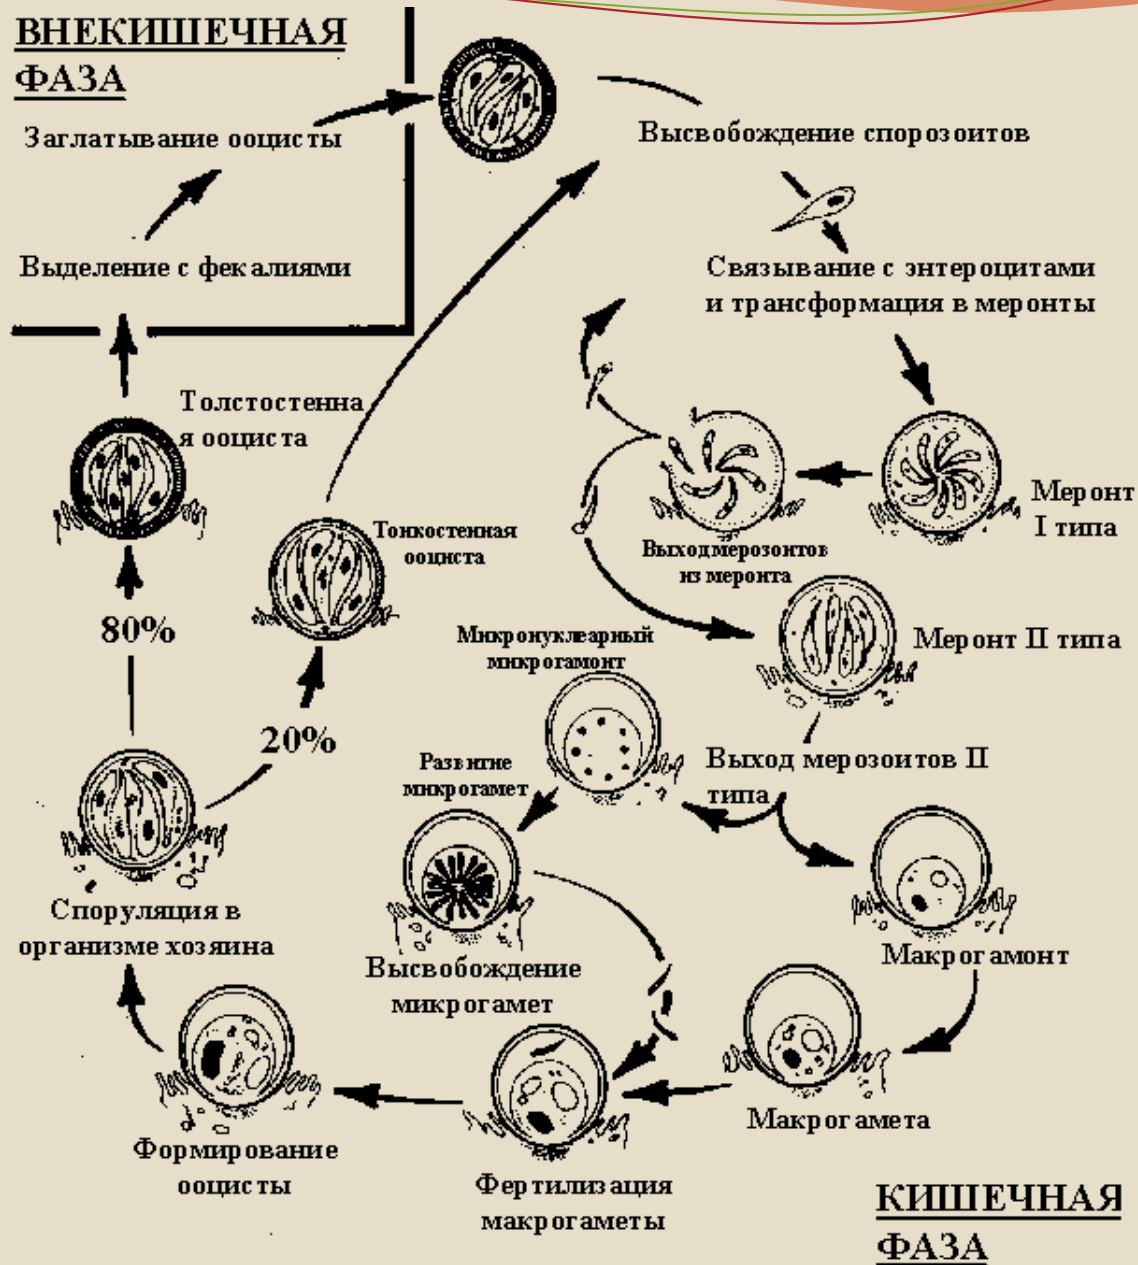 ВНЕКИШЕЧНАЯ
ФАЗА
Заглатывание ооцисты
Выделение с фекалиями
Высвобождение спорозоитов
Связывание с энтероцитами
и трансформация в меронты
Толстостенна
я ооциста
Меронт
I типа
Выход мерозонтов
из меронта
Тонкостенная
ооциста
80%
20%
Меронт II типа
Микронуклеарный
микрогамонт
Выход мерозоитов II
типа
Развитие
микрогамет
Споруляция в
организме хозяина
Высвобождение
микрогамет
Макрогамонт
Макрогамета
Формирование
ооцисты
Фертилизация
макрогаметы
КИШЕЧНАЯ
ФАЗА